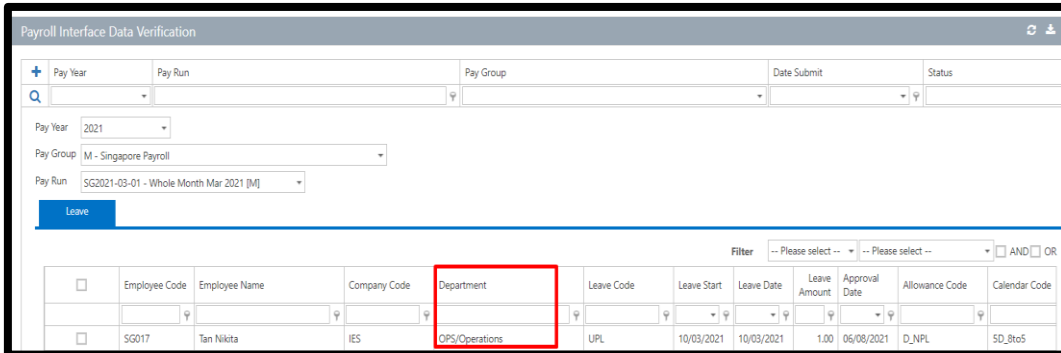 Payroll Interface Data Verification
Pay Year Pay Run Pay Group Date Submit Status
Pay Year 2021
Pay Group M - Singapore Payroll
Pay Run SG2021-03-01 - Whole Month Mar 2021 [M]
Leave
Filter -- Please select -- -- Please select -- AND OR
Employee Code Employee Name Company Code Department Leave Code Leave Start Leave Date Leave Amount Approval Date Allowance Code Calendar Code
SG017 Tan Nikita IES OPS/Operations UPL 10/03/2021 10/03/2021 1.00 06/08/2021 D_NPL 5D_8to5